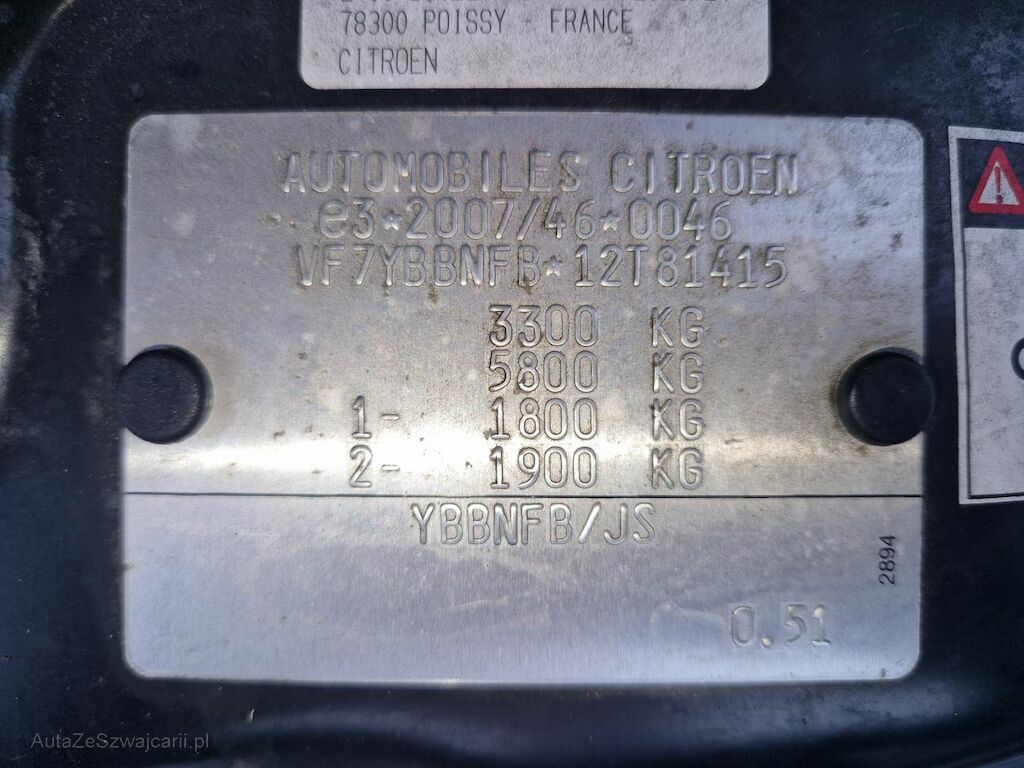 78300 POISSY - FRANCE
CITROEN
AUTOMOBILES CITROEN
e3*2007/46*0046
VF7YBBNFB*12T81415
3300 KG
5800 KG
1- 1800 KG
2- 1900 KG
YBBNFB/JS
2894
0.51
AutaZeSzwajcarii.pl